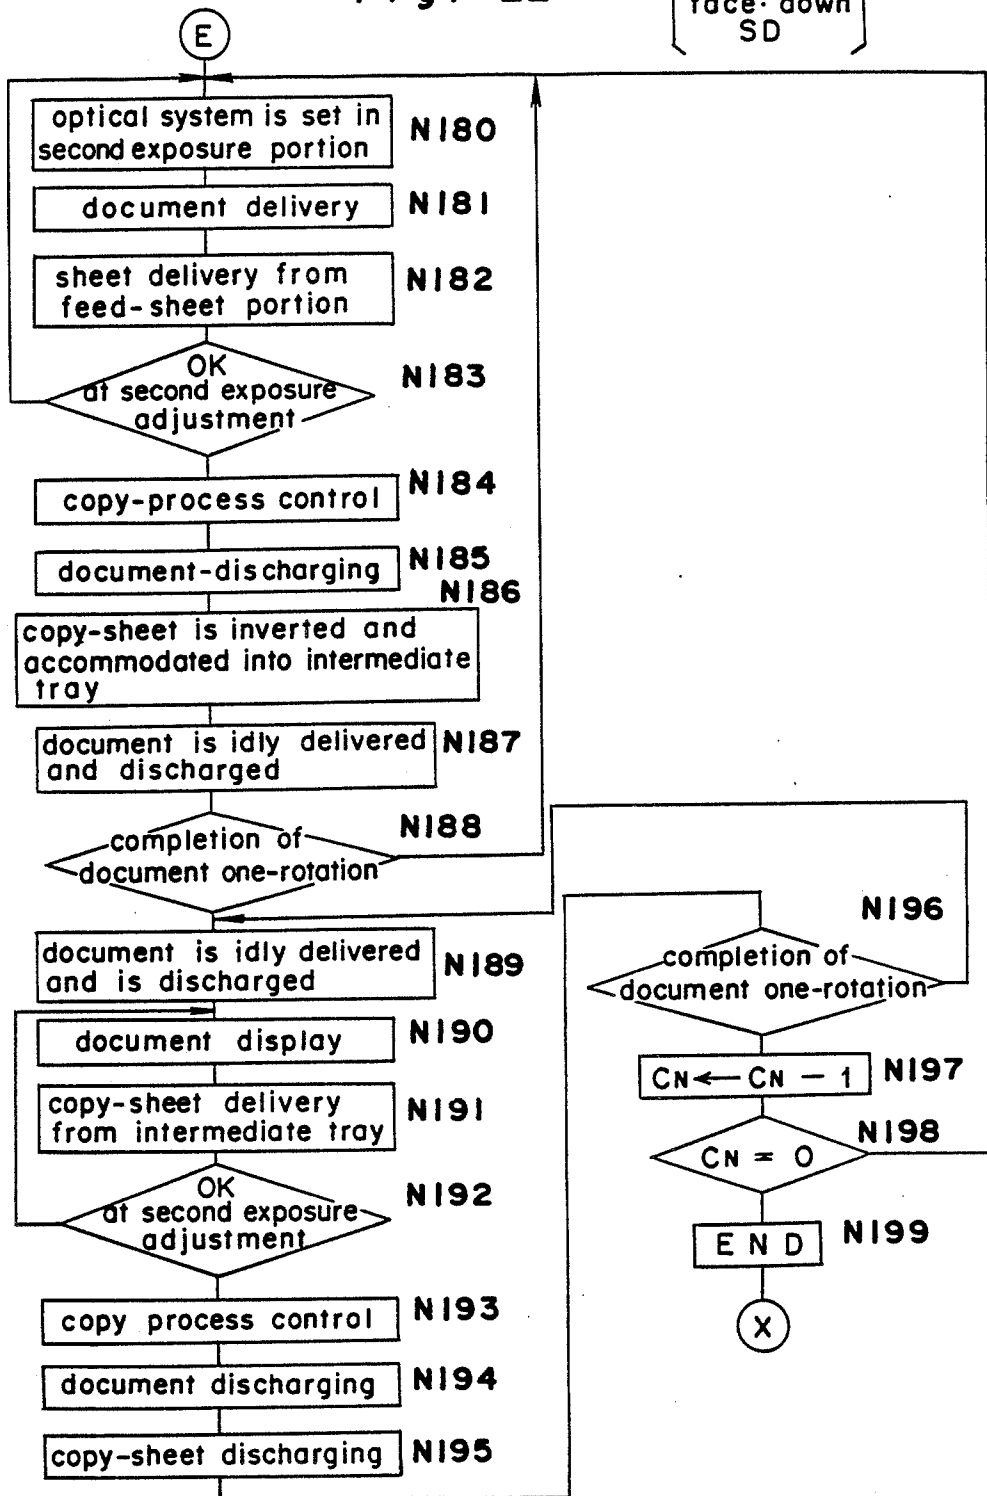 face·down
SD
E
optical system is set in
second exposure portion
N180
document delivery
N181
sheet delivery from
feed-sheet portion
N182
OK
at second exposure
adjustment
N183
copy-process control
N184
document-discharging
N185
N186
copy-sheet is inverted and
accommodated into intermediate
tray
document is idly delivered
and discharged
N187
completion of
document one-rotation
N188
document is idly delivered
and is discharged
N189
document display
N190
copy-sheet delivery
from intermediate tray
N191
OK
at second exposure
adjustment
N192
copy process control
N193
document discharging
N194
copy-sheet discharging
N195
completion of
document one-rotation
N196
CN ← CN − 1
N197
CN = 0
N198
END
N199
X